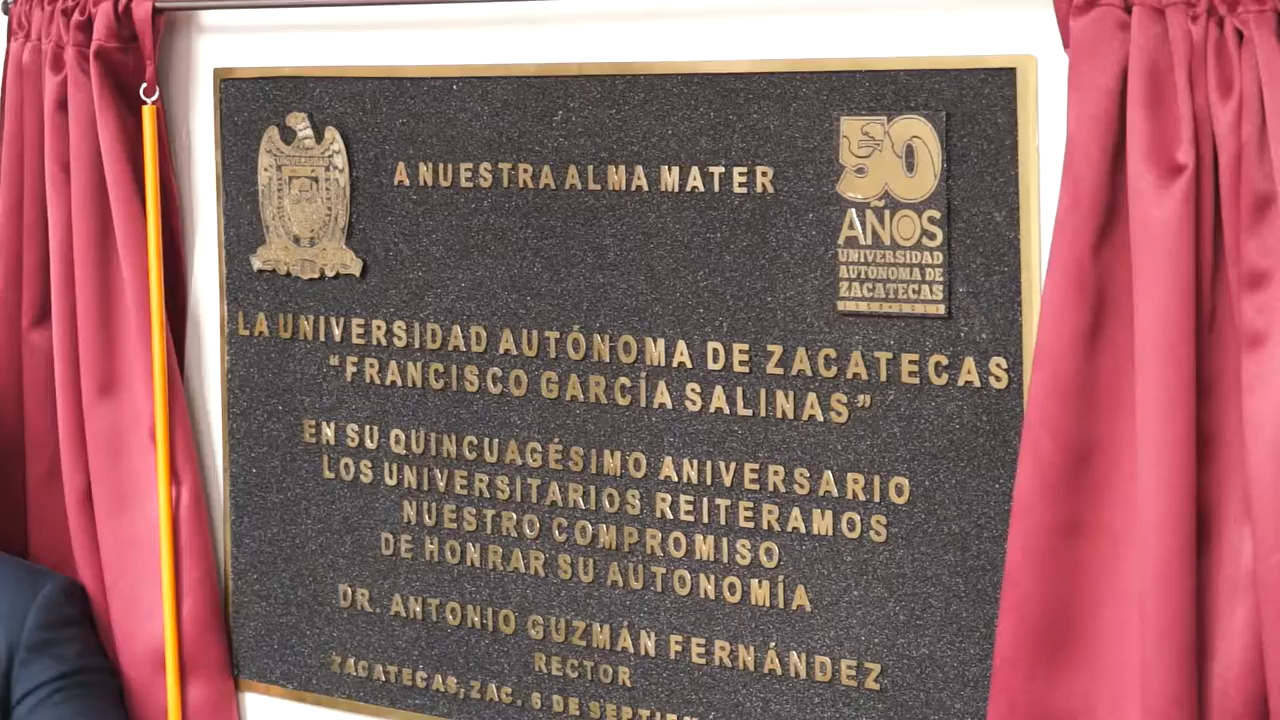 UNIVERSIDAD
DE
A NUESTRA ALMA MATER
50
AÑOS
UNIVERSIDAD
AUTÓNOMA DE
ZACATECAS
LA UNIVERSIDAD AUTÓNOMA DE ZACATECAS
“FRANCISCO GARCÍA SALINAS”
EN SU QUINCUAGÉSIMO ANIVERSARIO
LOS UNIVERSITARIOS REITERAMOS
NUESTRO COMPROMISO
DE HONRAR SU AUTONOMÍA
DR. ANTONIO GUZMÁN FERNÁNDEZ
RECTOR
ZACATECAS, ZAC. 6 DE